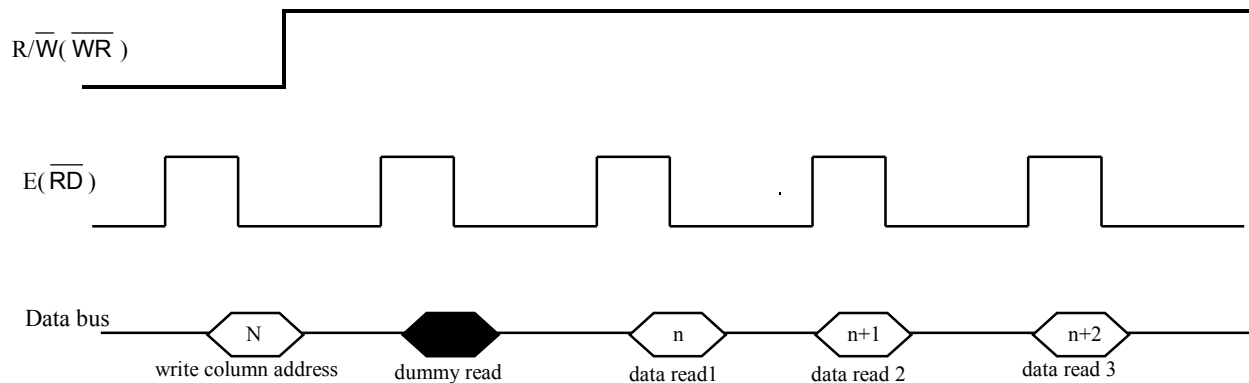 R/W̅( W̅R̅ )
E( R̅D̅ )
Data bus
N
n
n+1
n+2
write column address
dummy read
data read1
data read 2
data read 3